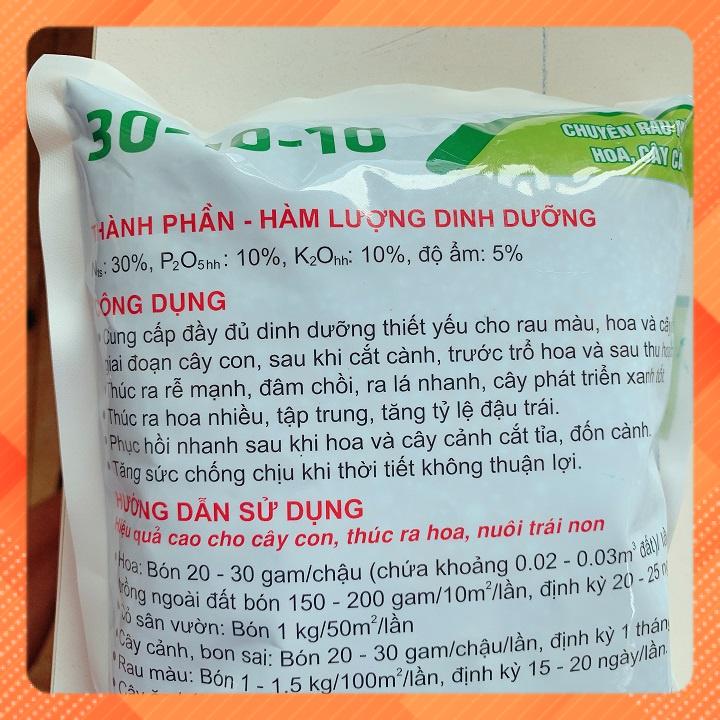 30-10-10
CHUYÊN RAU
HOA, CÂY
THÀNH PHẦN - HÀM LƯỢNG DINH DƯỠNG
Nts: 30%, P₂O₅hh: 10%, K₂Ohh: 10%, độ ẩm: 5%
CÔNG DỤNG
• Cung cấp đầy đủ dinh dưỡng thiết yếu cho rau màu, hoa và cây
giai đoạn cây con, sau khi cắt cành, trước trổ hoa và sau thu
• Thúc ra rễ mạnh, đâm chồi, ra lá nhanh, cây phát triển xanh tốt
• Thúc ra hoa nhiều, tập trung, tăng tỷ lệ đậu trái.
• Phục hồi nhanh sau khi hoa và cây cảnh cắt tỉa, đốn cành.
• Tăng sức chống chịu khi thời tiết không thuận lợi.
HƯỚNG DẪN SỬ DỤNG
Hiệu quả cao cho cây con, thúc ra hoa, nuôi trái non
• Hoa: Bón 20 - 30 gam/chậu (chứa khoảng 0.02 - 0.03m³ đất)/
trồng ngoài đất bón 150 - 200 gam/10m²/lần, định kỳ 20 - 25
• Cỏ sân vườn: Bón 1 kg/50m²/lần
• Cây cảnh, bon sai: Bón 20 - 30 gam/chậu/lần, định kỳ 1 tháng
• Rau màu: Bón 1 - 1.5 kg/100m²/lần, định kỳ 15 - 20 ngày/lần.